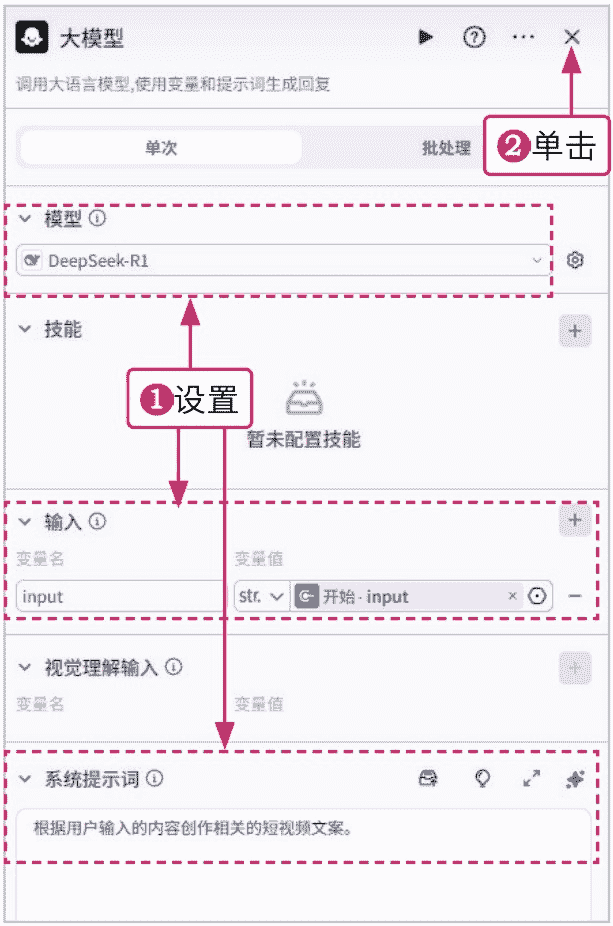 大模型
调用大语言模型,使用变量和提示词生成回复
单次 批处理
❷单击
模型
DeepSeek-R1
技能
❶设置
暂未配置技能
输入
变量名 变量值
input str. 开始 · input
视觉理解输入
变量名 变量值
系统提示词
根据用户输入的内容创作相关的短视频文案。